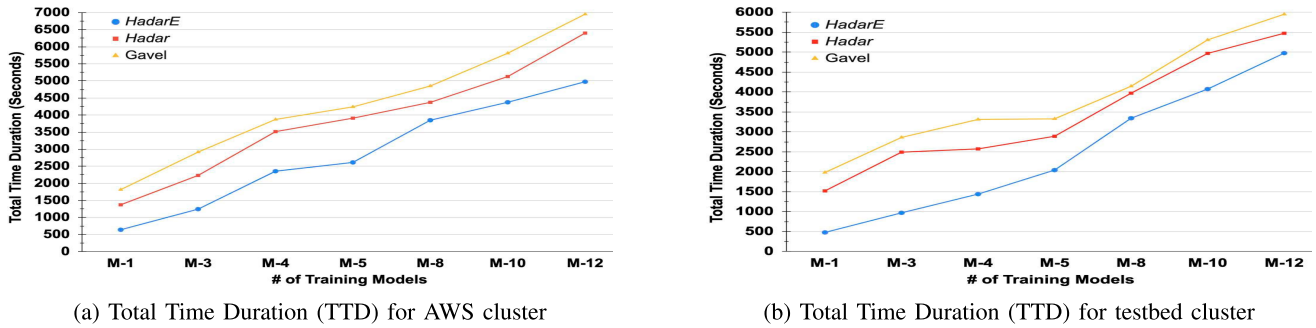 Total Time Duration (Seconds)
7000
6500
6000
5500
5000
4500
4000
3500
3000
2500
2000
1500
1000
500
0
HadarE
Hadar
Gavel
M-1 M-3 M-4 M-5 M-8 M-10 M-12
# of Training Models
(a) Total Time Duration (TTD) for AWS cluster
Total Time Duration (Seconds)
6000
5500
5000
4500
4000
3500
3000
2500
2000
1500
1000
500
0
HadarE
Hadar
Gavel
M-1 M-3 M-4 M-5 M-8 M-10 M-12
# of Training Models
(b) Total Time Duration (TTD) for testbed cluster